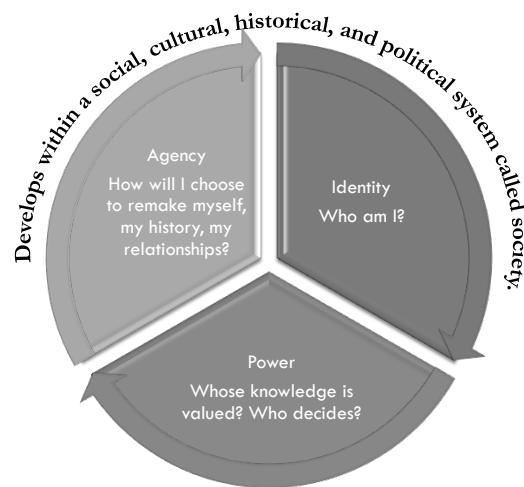 Develops within a social, cultural, historical, and political system called society.
Agency
How will I choose
to remake myself,
my history, my
relationships?
Identity
Who am I?
Power
Whose knowledge is
valued? Who decides?